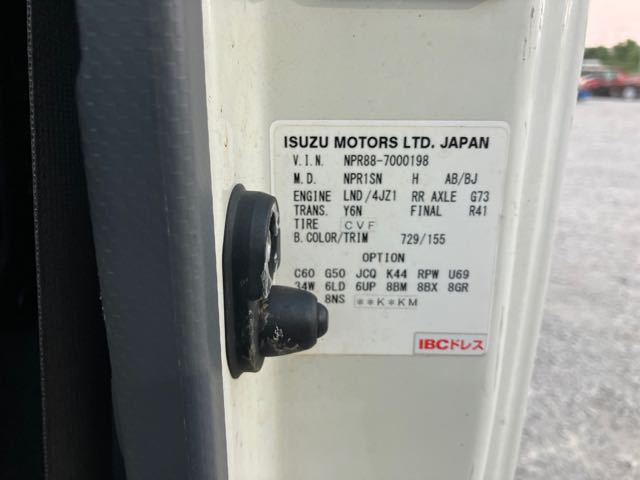 ISUZU MOTORS LTD. JAPAN
V.I.N. NPR88-7000198
M.D. NPR1SN H AB/BJ
ENGINE LND/4JZ1 RR AXLE G73
TRANS. Y6N FINAL R41
TIRE CVF
B.COLOR/TRIM 729/155
OPTION
C60 G50 JCQ K44 RPW U69
34W 6LD 6UP 8BM 8BX 8GR
8NS **K*KM
IBCドレス